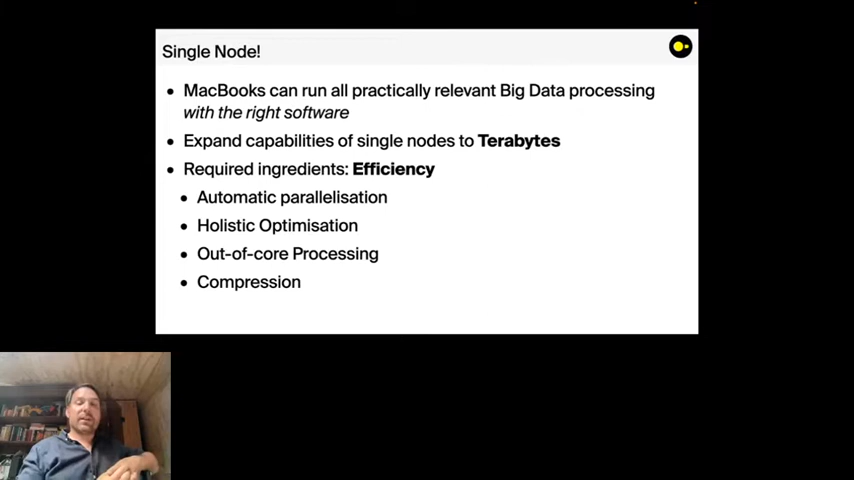 Single Node!
• MacBooks can run all practically relevant Big Data processing
with the right software
• Expand capabilities of single nodes to Terabytes
• Required ingredients: Efficiency
• Automatic parallelisation
• Holistic Optimisation
• Out-of-core Processing
• Compression